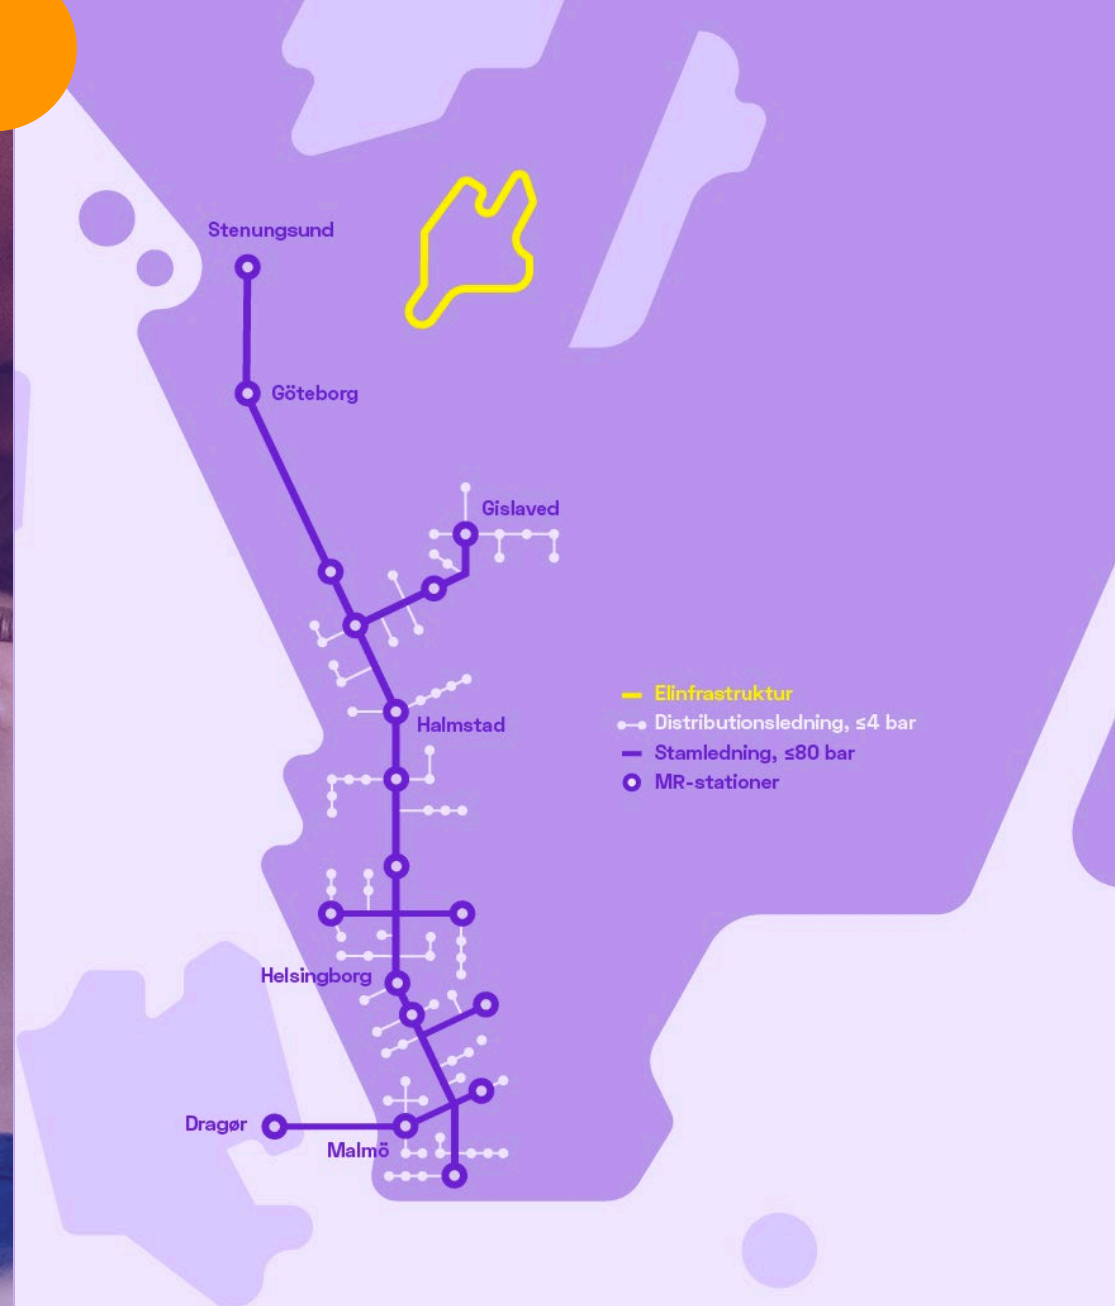 Stenungsund
Göteborg
Gislaved
Elinfrastruktur
Distributionsledning, ≤4 bar
Halmstad
Stamledning, ≤80 bar
MR-stationer
Helsingborg
Dragør
Malmö